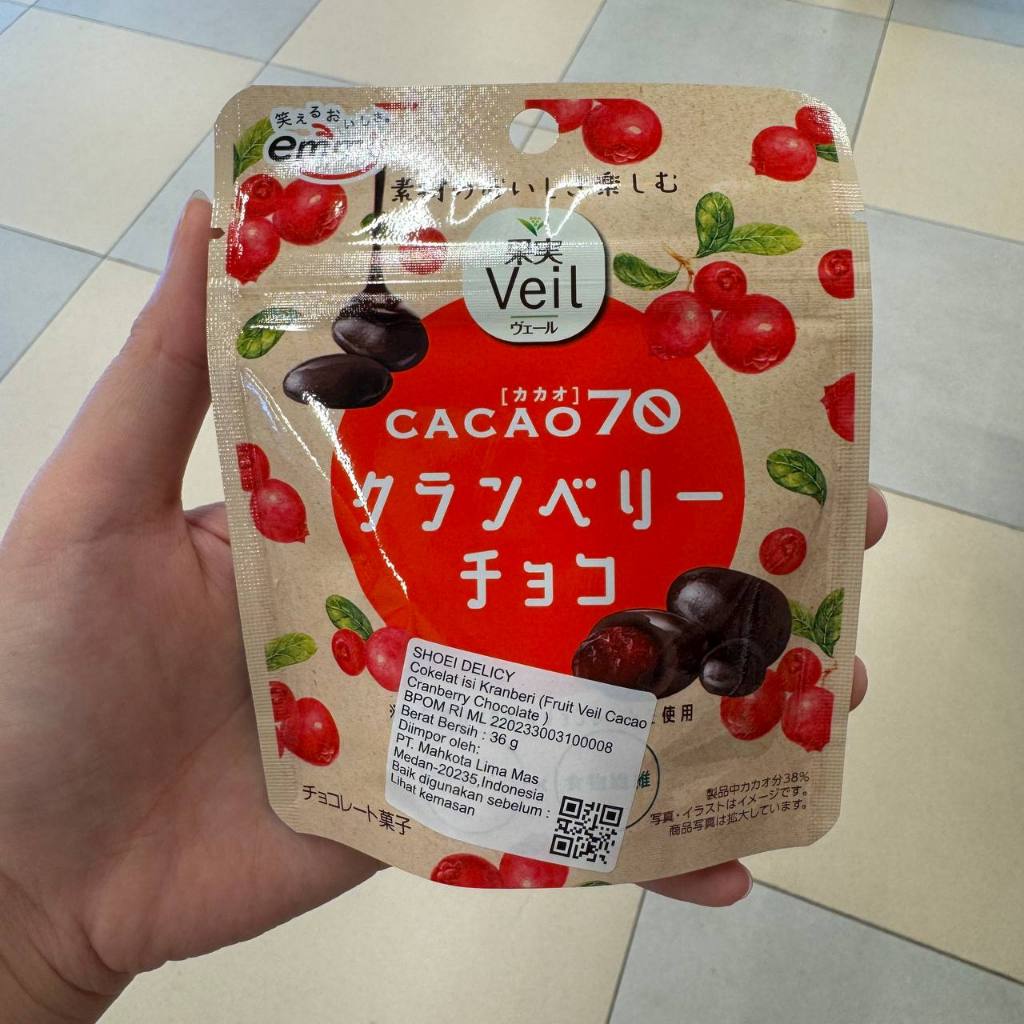 笑えるおいしさ。
素材のおいしさ楽しむ
果実
Veil
ヴェール
[カカオ]
CACAO 70
クランベリー
チョコ
SHOEI DELICY
Cokelat isi Kranberi (Fruit Veil Cacao
Cranberry Chocolate )
BPOM RI ML 220233003100008
Berat Bersih : 36 g
Diimpor oleh:
PT. Mahkota Lima Mas
Medan-20235,Indonesia
Baik digunakan sebelum :
Lihat kemasan
使用
チョコレート菓子
製品中カカオ分38%
写真・イラストはイメージです。
商品写真は拡大しています。